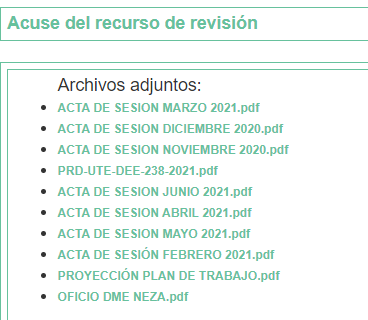 Acuse del recurso de revisión
Archivos adjuntos:
ACTA DE SESION MARZO 2021.pdf
ACTA DE SESION DICIEMBRE 2020.pdf
ACTA DE SESION NOVIEMBRE 2020.pdf
PRD-UTE-DEE-238-2021.pdf
ACTA DE SESION JUNIO 2021.pdf
ACTA DE SESION ABRIL 2021.pdf
ACTA DE SESION MAYO 2021.pdf
ACTA DE SESIÓN FEBRERO 2021.pdf
PROYECCIÓN PLAN DE TRABAJO.pdf
OFICIO DME NEZA.pdf